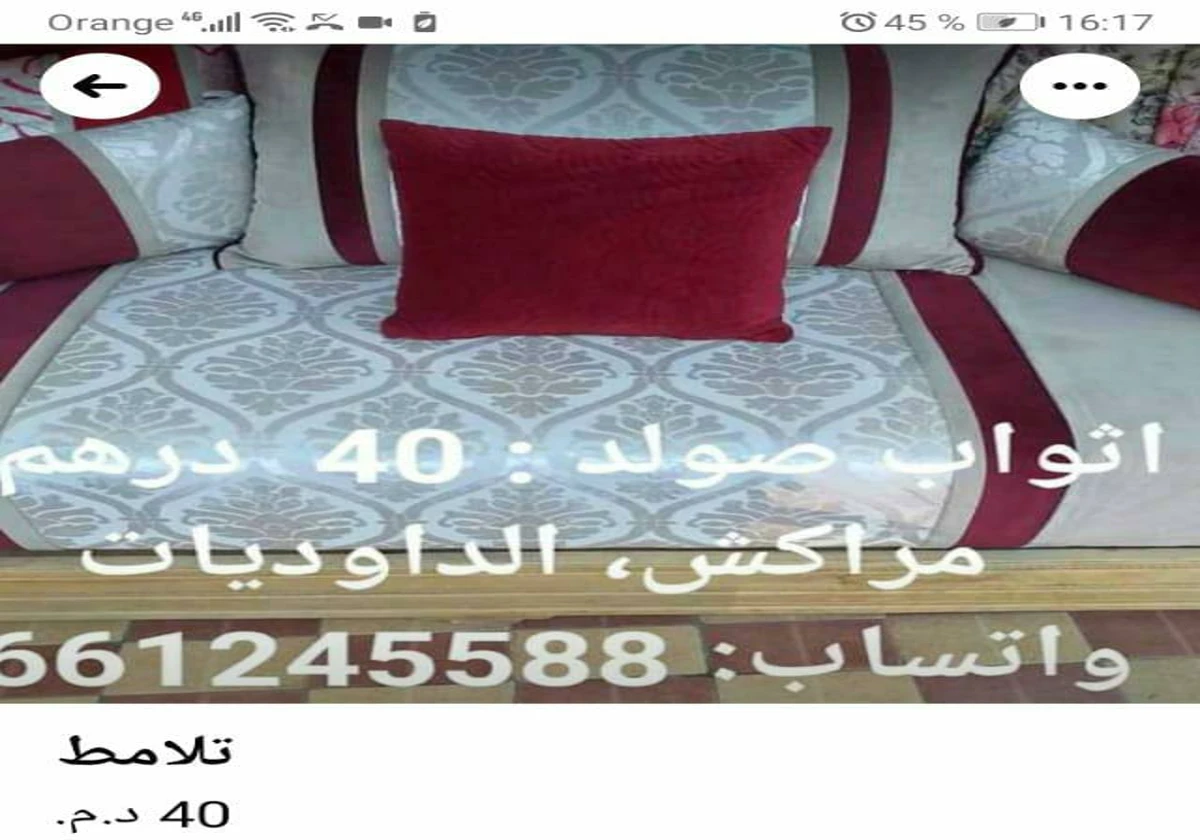 Orange 4G 45 % 16:17
اثواب صولد : 40 درهم
مراكش، الداوديات
واتساب: 661245588
تلامط
40 د.م.